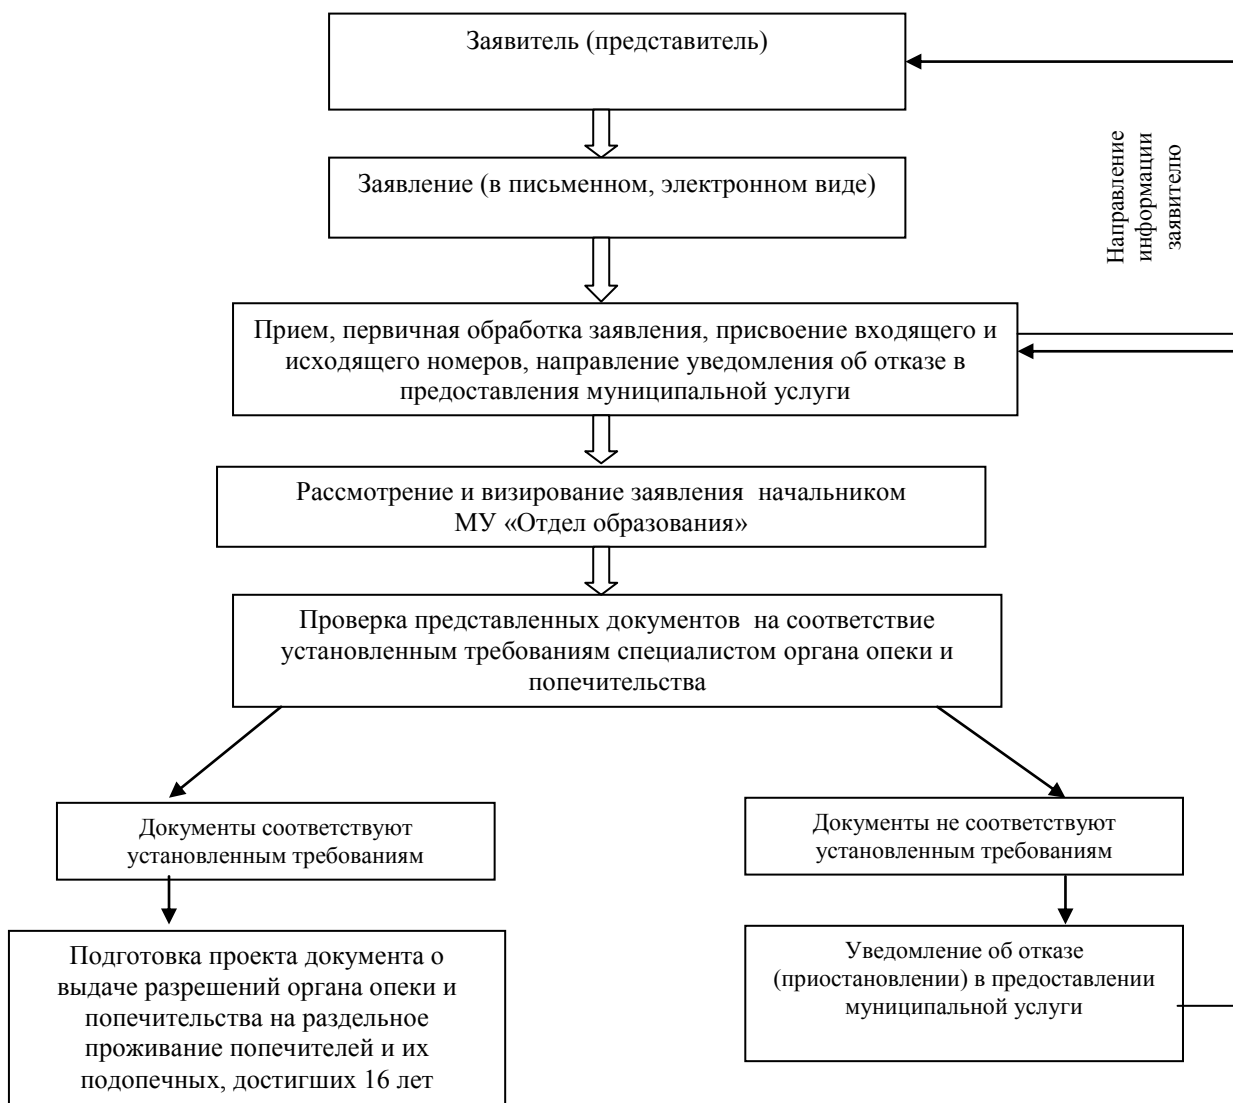 Заявитель (представитель)
Заявление (в письменном, электронном виде)
Направление
информации
заявителю
Прием, первичная обработка заявления, присвоение входящего и
исходящего номеров, направление уведомления об отказе в
предоставления муниципальной услуги
Рассмотрение и визирование заявления начальником
МУ «Отдел образования»
Проверка представленных документов на соответствие
установленным требованиям специалистом органа опеки и
попечительства
Документы соответствуют
установленным требованиям
Документы не соответствуют
установленным требованиям
Подготовка проекта документа о
выдаче разрешений органа опеки и
попечительства на раздельное
проживание попечителей и их
подопечных, достигших 16 лет
Уведомление об отказе
(приостановлении) в предоставлении
муниципальной услуги